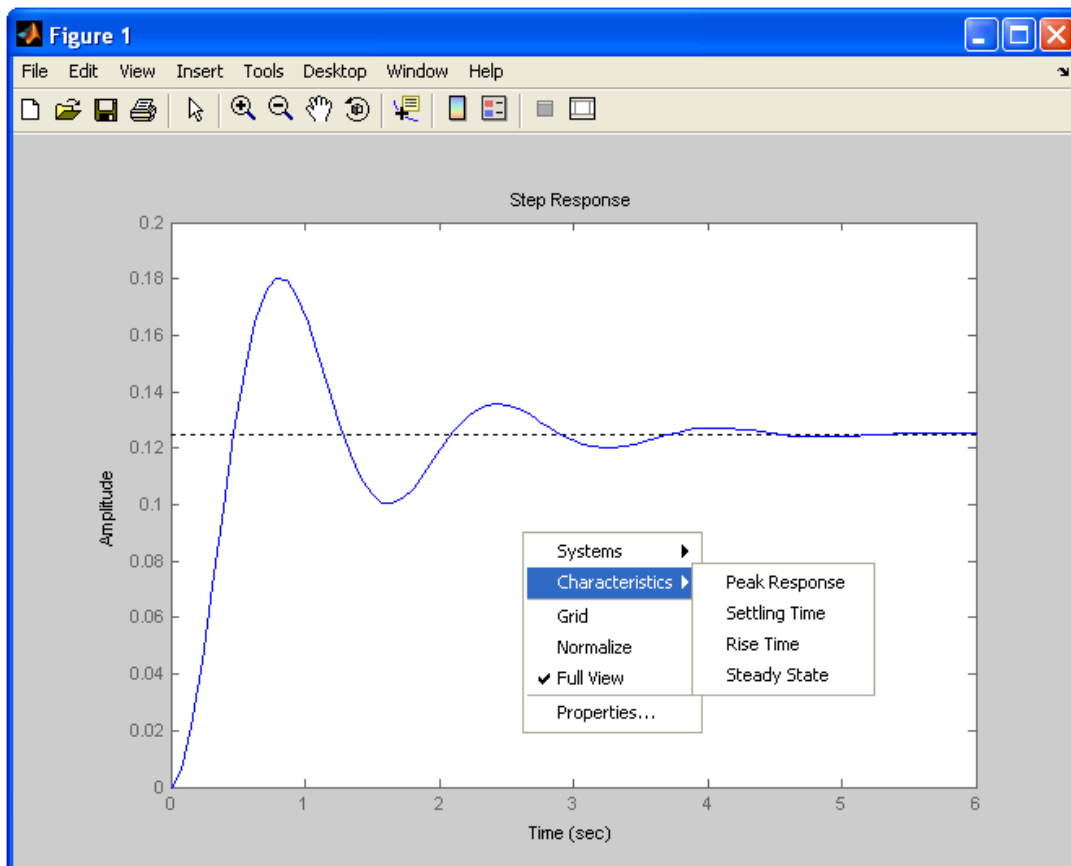 Figure 1
File Edit View Insert Tools Desktop Window Help
Step Response
0.2
0.18
0.16
0.14
0.12
0.1
0.08
0.06
0.04
0.02
0
Amplitude
Systems
Characteristics
Grid
Normalize
Full View
Properties...
Peak Response
Settling Time
Rise Time
Steady State
0 1 2 3 4 5 6
Time (sec)